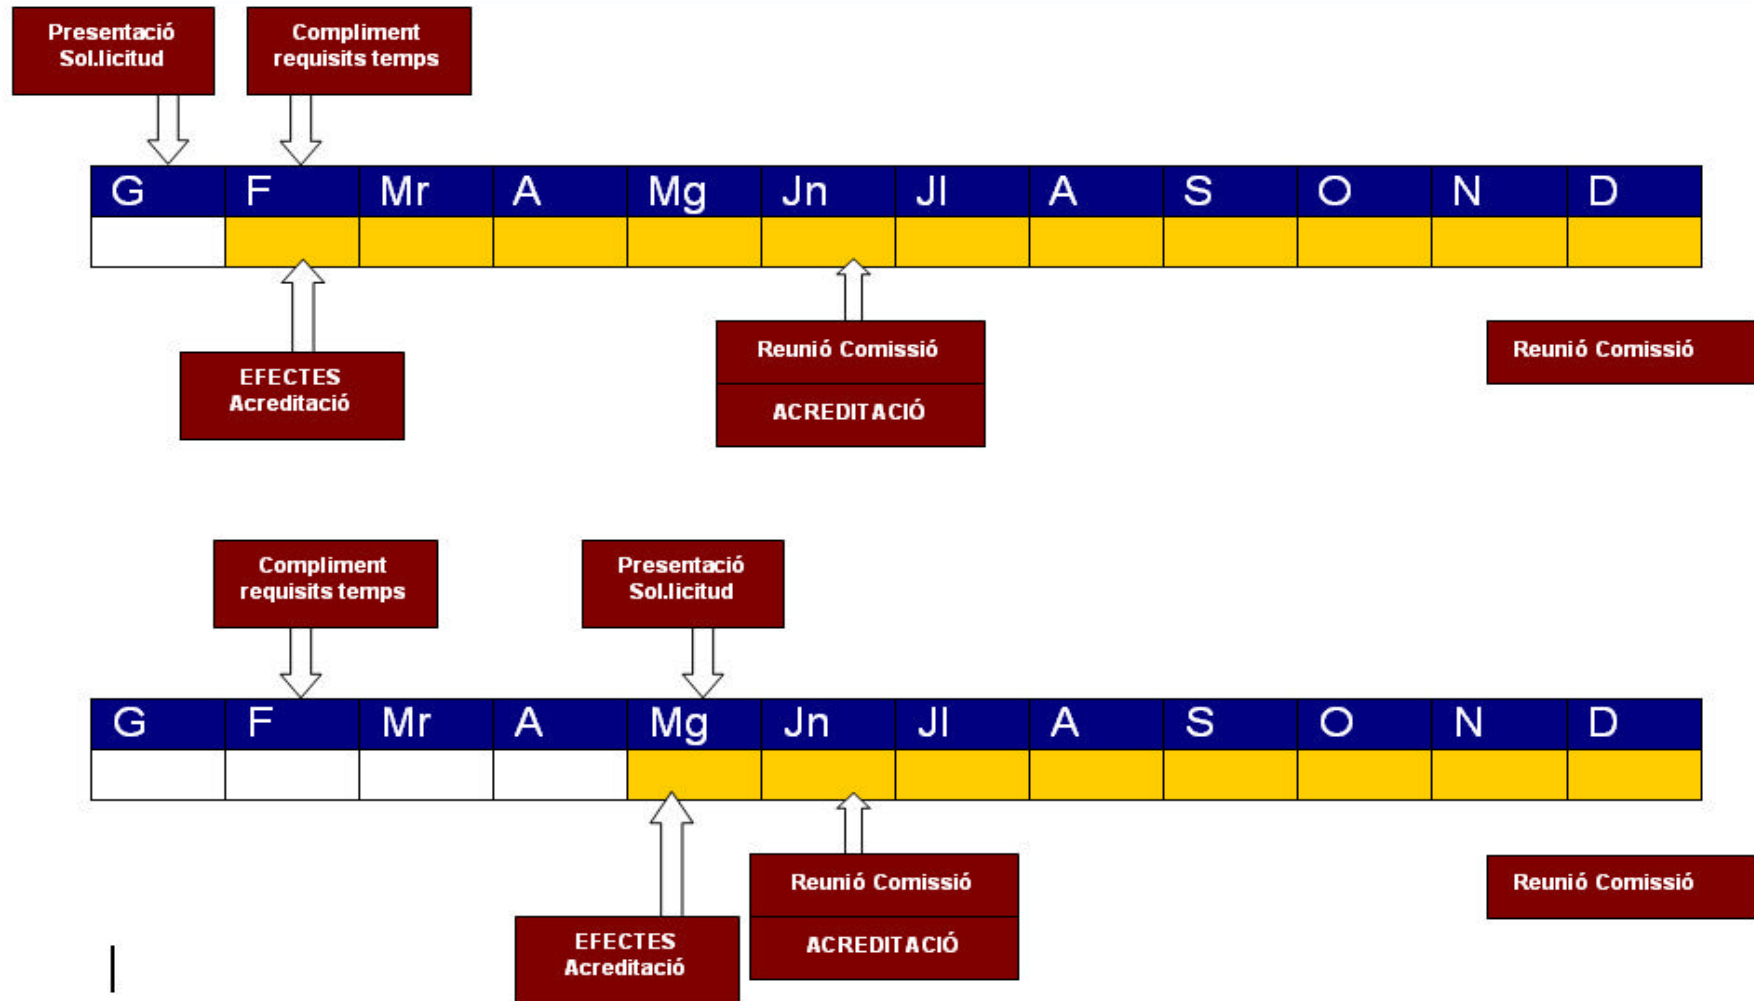 Presentació
Sol.licitud
Compliment
requisits temps
G F Mr A Mg Jn Jl A S O N D
EFECTES
Acreditació
Reunió Comissió
ACREDITACIÓ
Reunió Comissió
Compliment
requisits temps
Presentació
Sol.licitud
G F Mr A Mg Jn Jl A S O N D
EFECTES
Acreditació
Reunió Comissió
ACREDITACIÓ
Reunió Comissió